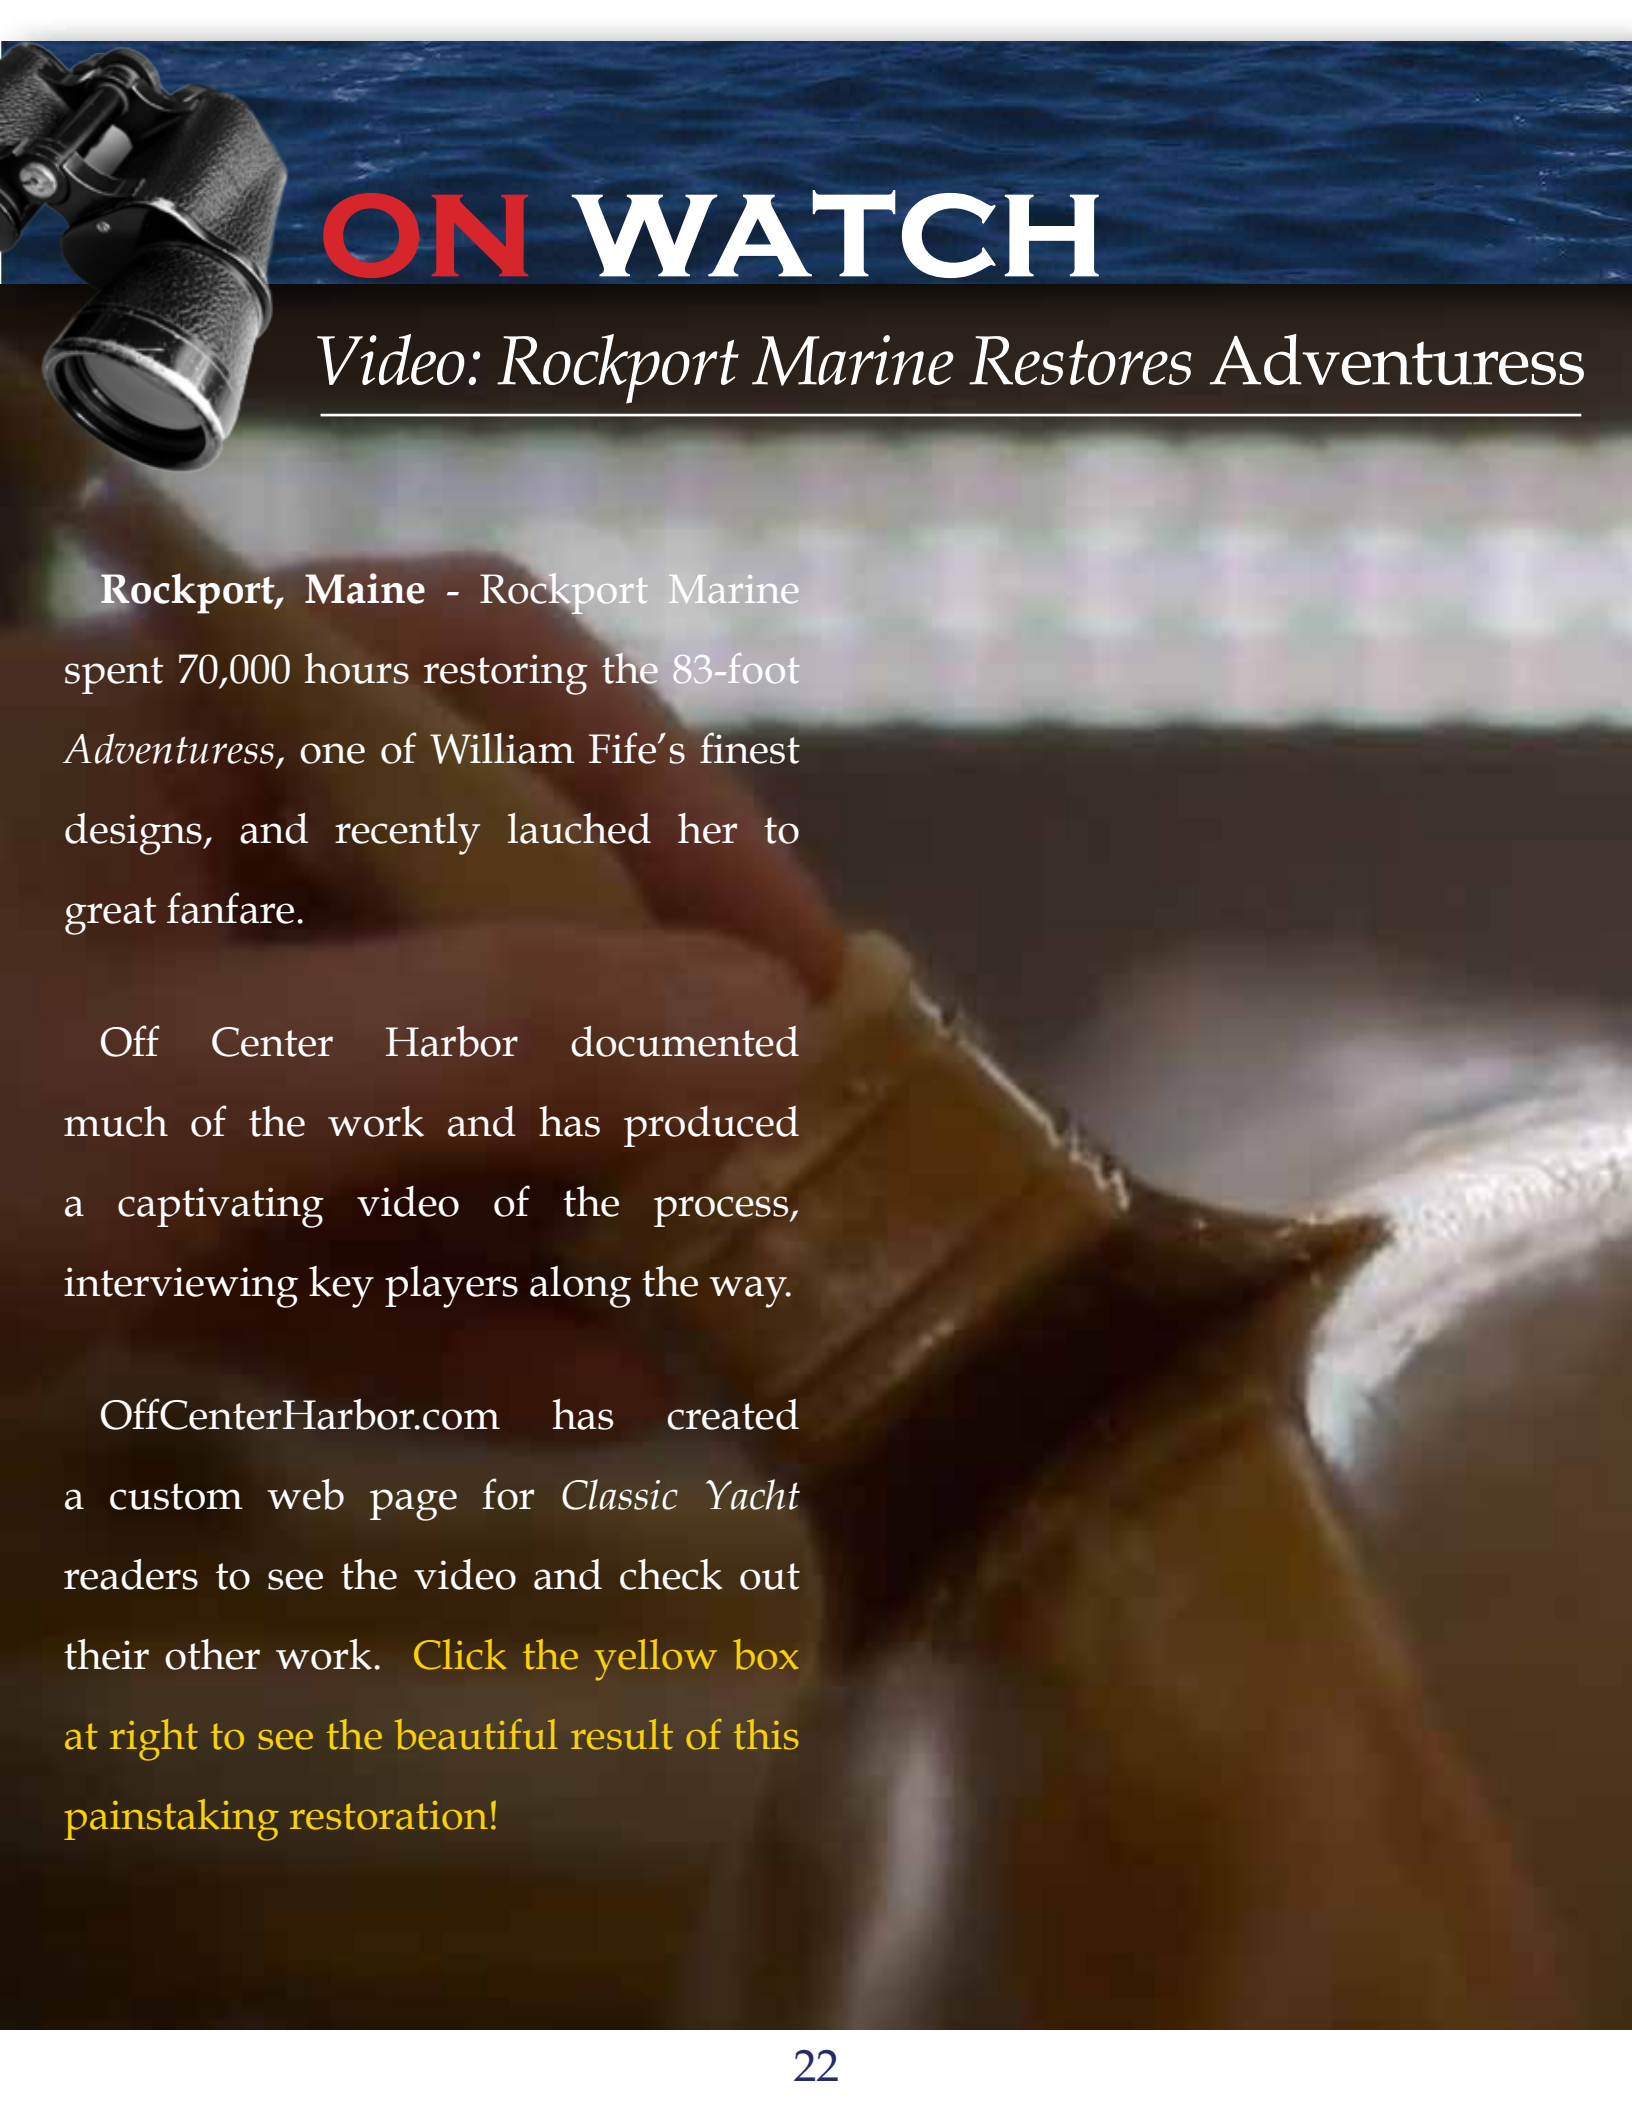 ON WATCH
Video: Rockport Marine Restores Adventuress
Rockport, Maine - Rockport Marine
spent 70,000 hours restoring the 83-foot
Adventuress, one of William Fife's finest
designs, and recently lauched her to
great fanfare.
Off Center Harbor documented
much of the work and has produced
a captivating video of the process,
interviewing key players along the way.
OffCenterHarbor.com has created
a custom web page for Classic Yacht
readers to see the video and check out
their other work. Click the yellow box
at right to see the beautiful result of this
painstaking restoration!
22